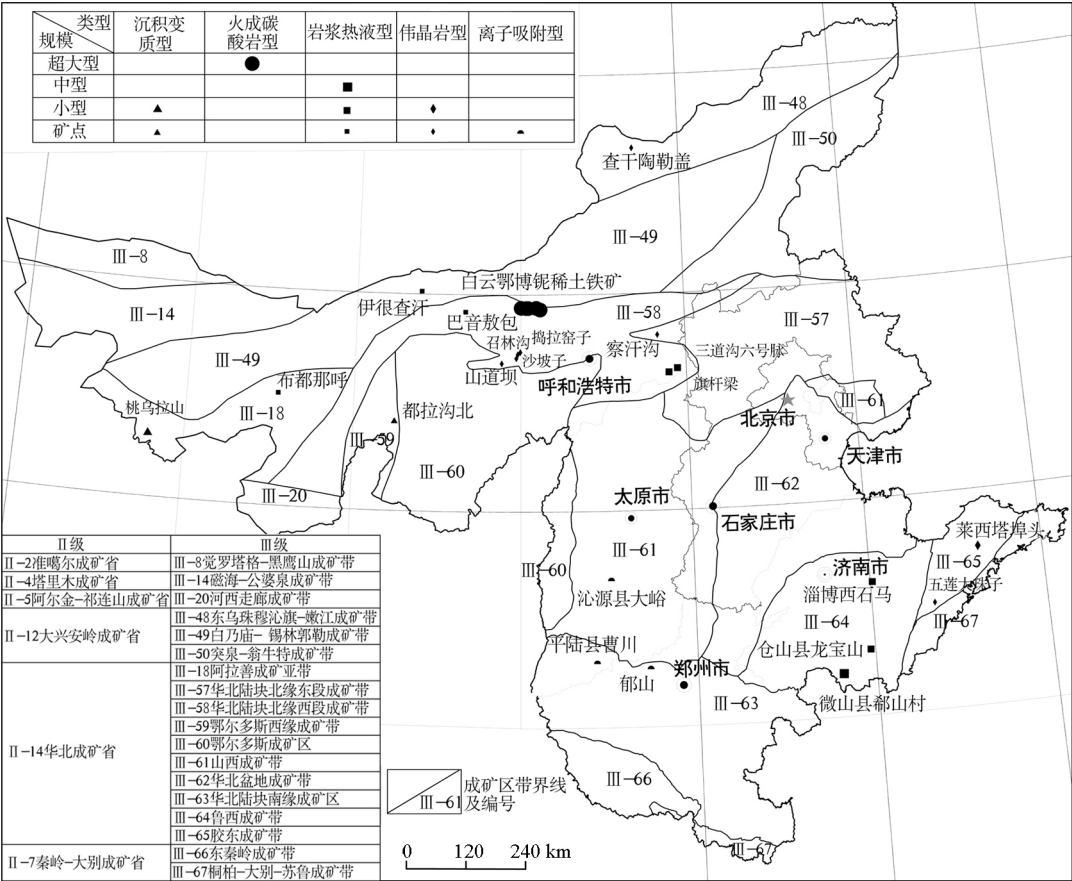 类型
规模
沉积变
质型
火成碳
酸岩型
岩浆热液型
伟晶岩型
离子吸附型
超大型
中型
小型
矿点
Ⅲ-48
Ⅲ-50
查干陶勒盖
Ⅲ-49
Ⅲ-8
白云鄂博铌稀土铁矿
伊很查汗
Ⅲ-14
巴音敖包
Ⅲ-58
Ⅲ-57
召林沟
捣拉窑子
沙坡子
察汗沟
三道沟六号脉
Ⅲ-49
山道坝
呼和浩特市
旗杆梁
布都那呼
桃乌拉山
Ⅲ-18
都拉沟北
北京市
Ⅲ-61
Ⅲ-59
天津市
Ⅲ-60
Ⅲ-62
Ⅲ-20
太原市
石家庄市
莱西塔埠头
Ⅲ-61
Ⅲ-60
济南市
Ⅲ-65
沁源县大峪
淄博西石马
Ⅲ-64
Ⅲ-67
平陆县曹川
仓山县龙宝山
郁山
郑州市
Ⅲ-63
微山县郗山村
Ⅲ-66
Ⅲ-67
Ⅱ级
Ⅲ级
Ⅱ-2准噶尔成矿省
Ⅲ-8觉罗塔格-黑鹰山成矿带
Ⅱ-4塔里木成矿省
Ⅲ-14磁海-公婆泉成矿带
Ⅱ-5阿尔金-祁连山成矿省
Ⅲ-20河西走廊成矿带
Ⅱ-12大兴安岭成矿省
Ⅲ-48东乌珠穆沁旗-嫩江成矿带
Ⅲ-49白乃庙- 锡林郭勒成矿带
Ⅲ-50突泉-翁牛特成矿带
Ⅱ-14华北成矿省
Ⅲ-18阿拉善成矿亚带
Ⅲ-57华北陆块北缘东段成矿带
Ⅲ-58华北陆块北缘西段成矿带
Ⅲ-59鄂尔多斯西缘成矿带
Ⅲ-60鄂尔多斯成矿区
Ⅲ-61山西成矿带
Ⅲ-62华北盆地成矿带
Ⅲ-63华北陆块南缘成矿区
Ⅲ-64鲁西成矿带
Ⅲ-65胶东成矿带
Ⅱ-7秦岭-大别成矿省
Ⅲ-66东秦岭成矿带
Ⅲ-67桐柏-大别-苏鲁成矿带
Ⅲ-61
成矿区带界线
及编号
0 120 240 km